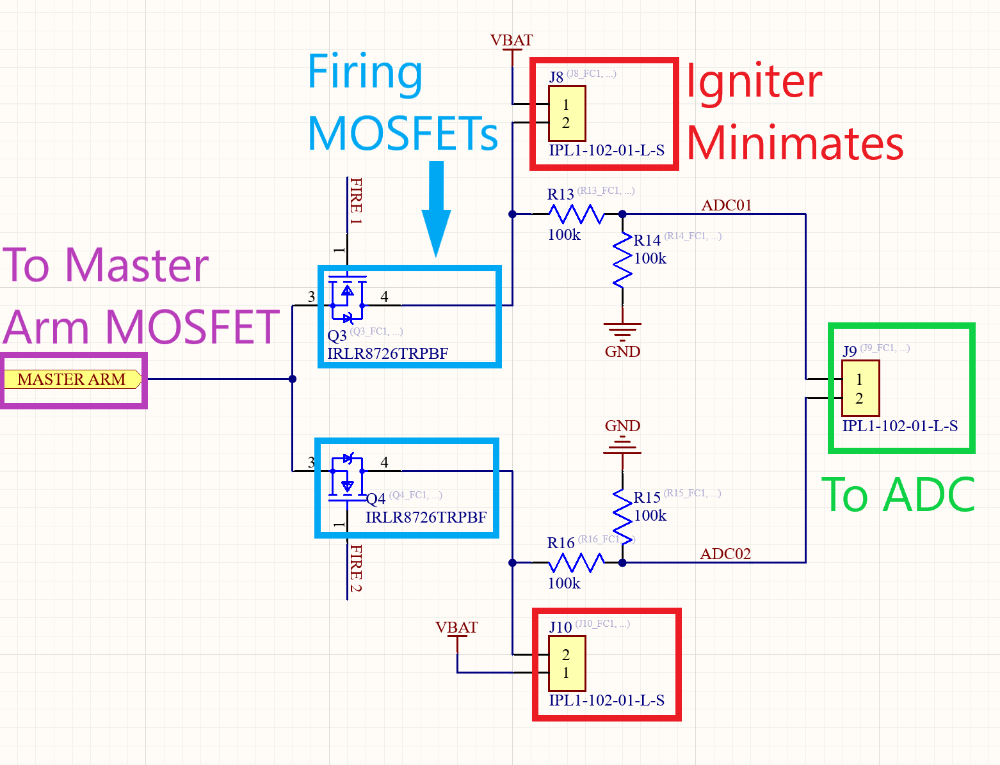 VBAT
Firing
MOSFETs
J8 (J8_FC1, ...)
1
2
IPL1-102-01-L-S
Igniter
Minimates
FIRE 1
1
R13 (R13_FC1, ...)
100k
ADC01
R14 (R14_FC1, ...)
100k
GND
To Master
Arm MOSFET
MASTER ARM
3
4
Q3 (Q3_FC1, ...)
IRLR8726TRPBF
J9 (J9_FC1, ...)
1
2
IPL1-102-01-L-S
To ADC
3
4
Q4 (Q4_FC1, ...)
IRLR8726TRPBF
1
FIRE 2
GND
R15 (R15_FC1, ...)
100k
R16 (R16_FC1, ...)
100k
ADC02
VBAT
J10 (J10_FC1, ...)
2
1
IPL1-102-01-L-S